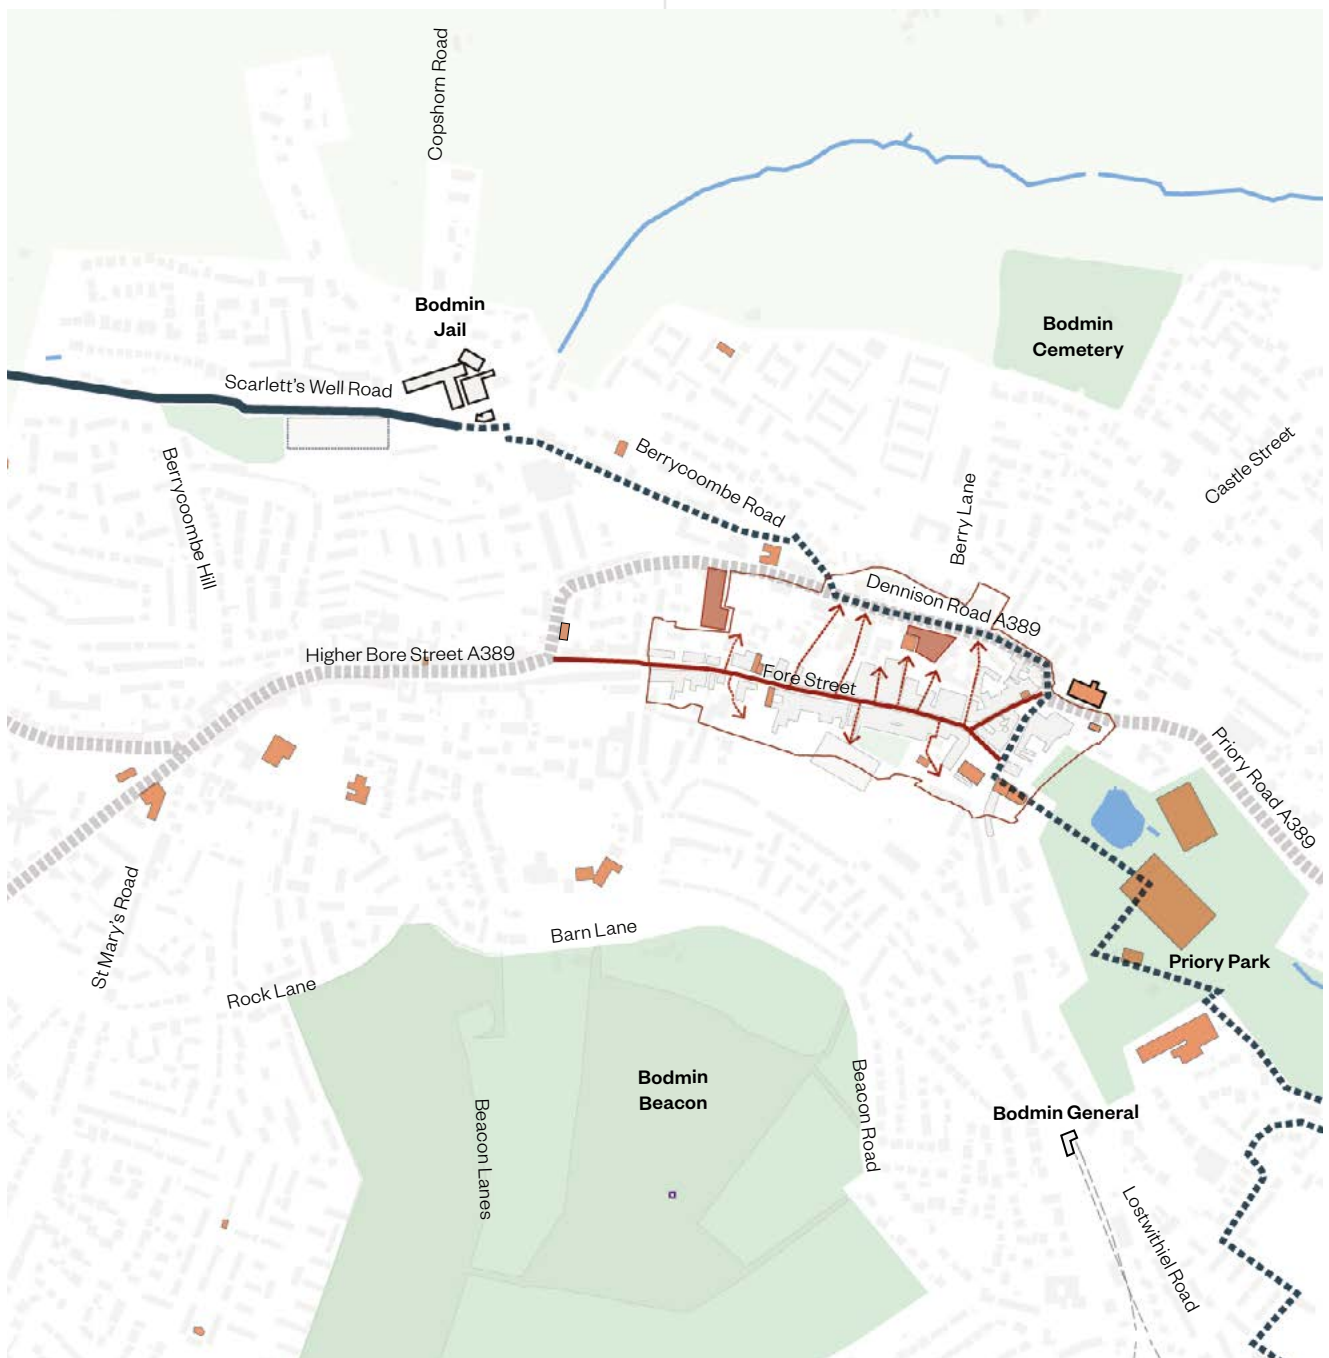 Copshorn Road
Bodmin
Jail
Bodmin
Cemetery
Scarlett's Well Road
Castle Street
Berrycoombe Road
Berrycoombe Hill
Berry Lane
Dennison Road A389
Higher Bore Street A389
Fore Street
Priory Road A389
St Mary's Road
Barn Lane
Priory Park
Rock Lane
Bodmin
Beacon
Beacon Road
Beacon Lanes
Bodmin General
Lostwithiel Road